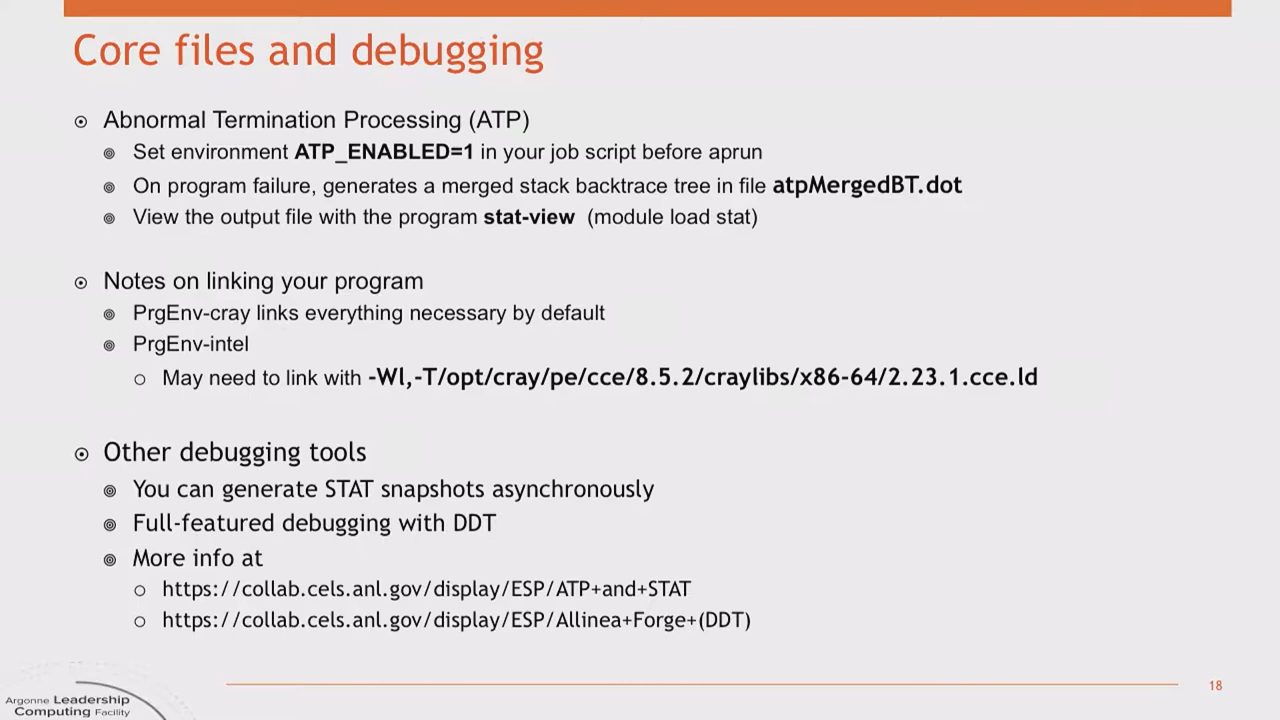 Core files and debugging
Abnormal Termination Processing (ATP)
Set environment ATP_ENABLED=1 in your job script before aprun
On program failure, generates a merged stack backtrace tree in file atpMergedBT.dot
View the output file with the program stat-view (module load stat)
Notes on linking your program
PrgEnv-cray links everything necessary by default
PrgEnv-intel
May need to link with -Wl,-T/opt/cray/pe/cce/8.5.2/craylibs/x86-64/2.23.1.cce.ld
Other debugging tools
You can generate STAT snapshots asynchronously
Full-featured debugging with DDT
More info at
https://collab.cels.anl.gov/display/ESP/ATP+and+STAT
https://collab.cels.anl.gov/display/ESP/Allinea+Forge+(DDT)
Argonne Leadership
Computing Facility
18